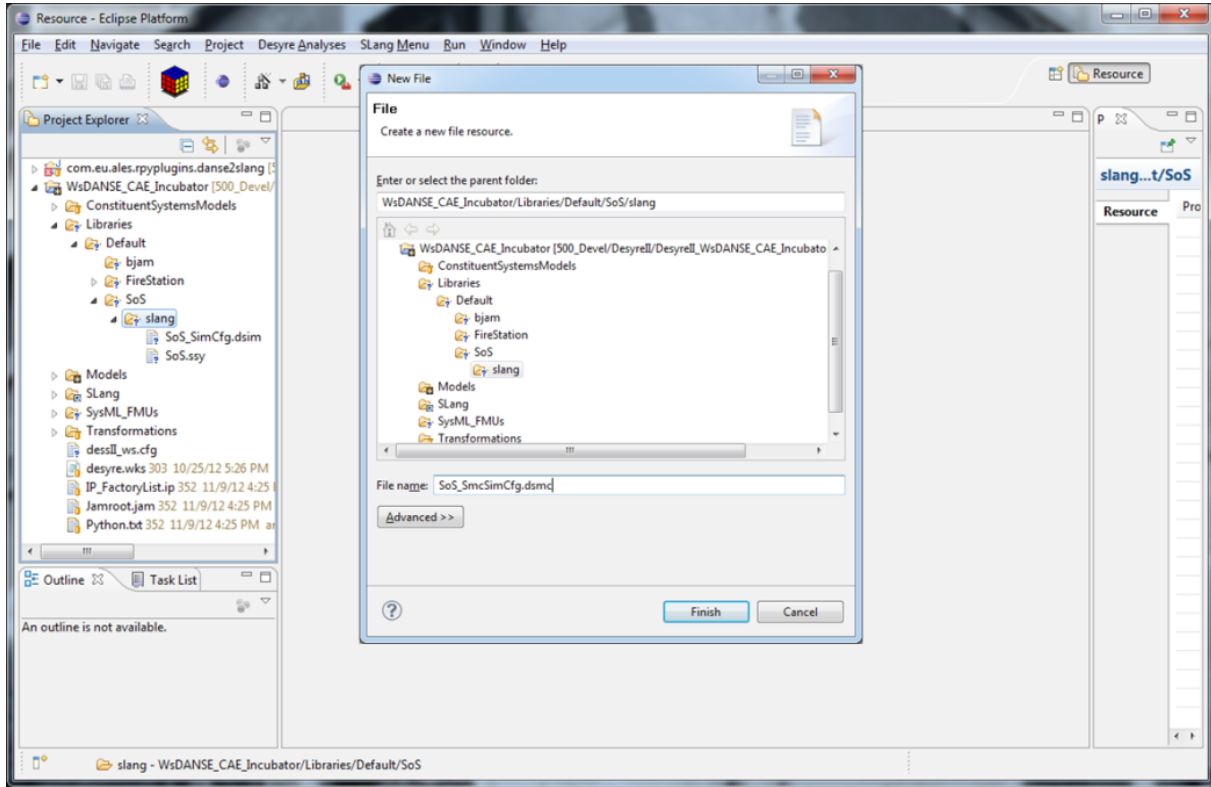 Resource - Eclipse Platform
File Edit Navigate Search Project Desyre Analyses SLang Menu Run Window Help
Resource
Project Explorer
com.eu.ales.rpyplugins.danse2slang [5
WsDANSE_CAE_Incubator [500_Devel/
ConstituentSystemsModels
Libraries
Default
bjam
FireStation
SoS
slang
SoS_SimCfg.dsim
SoS.ssy
Models
SLang
SysML_FMUs
Transformations
dessII_ws.cfg
desyre.wks 303 10/25/12 5:26 PM
IP_FactoryList.ip 352 11/9/12 4:25
Jamroot.jam 352 11/9/12 4:25 PM
Python.txt 352 11/9/12 4:25 PM ar
Outline Task List
An outline is not available.
New File
File
Create a new file resource.
Enter or select the parent folder:
WsDANSE_CAE_Incubator/Libraries/Default/SoS/slang
WsDANSE_CAE_Incubator [500_Devel/DesyreII/DesyreII_WsDANSE_CAE_Incubato
ConstituentSystemsModels
Libraries
Default
bjam
FireStation
SoS
slang
Models
SLang
SysML_FMUs
Transformations
File name: SoS_SmcSimCfg.dsmc
Advanced >>
Finish Cancel
P
slang...t/SoS
Resource Pro
slang - WsDANSE_CAE_Incubator/Libraries/Default/SoS